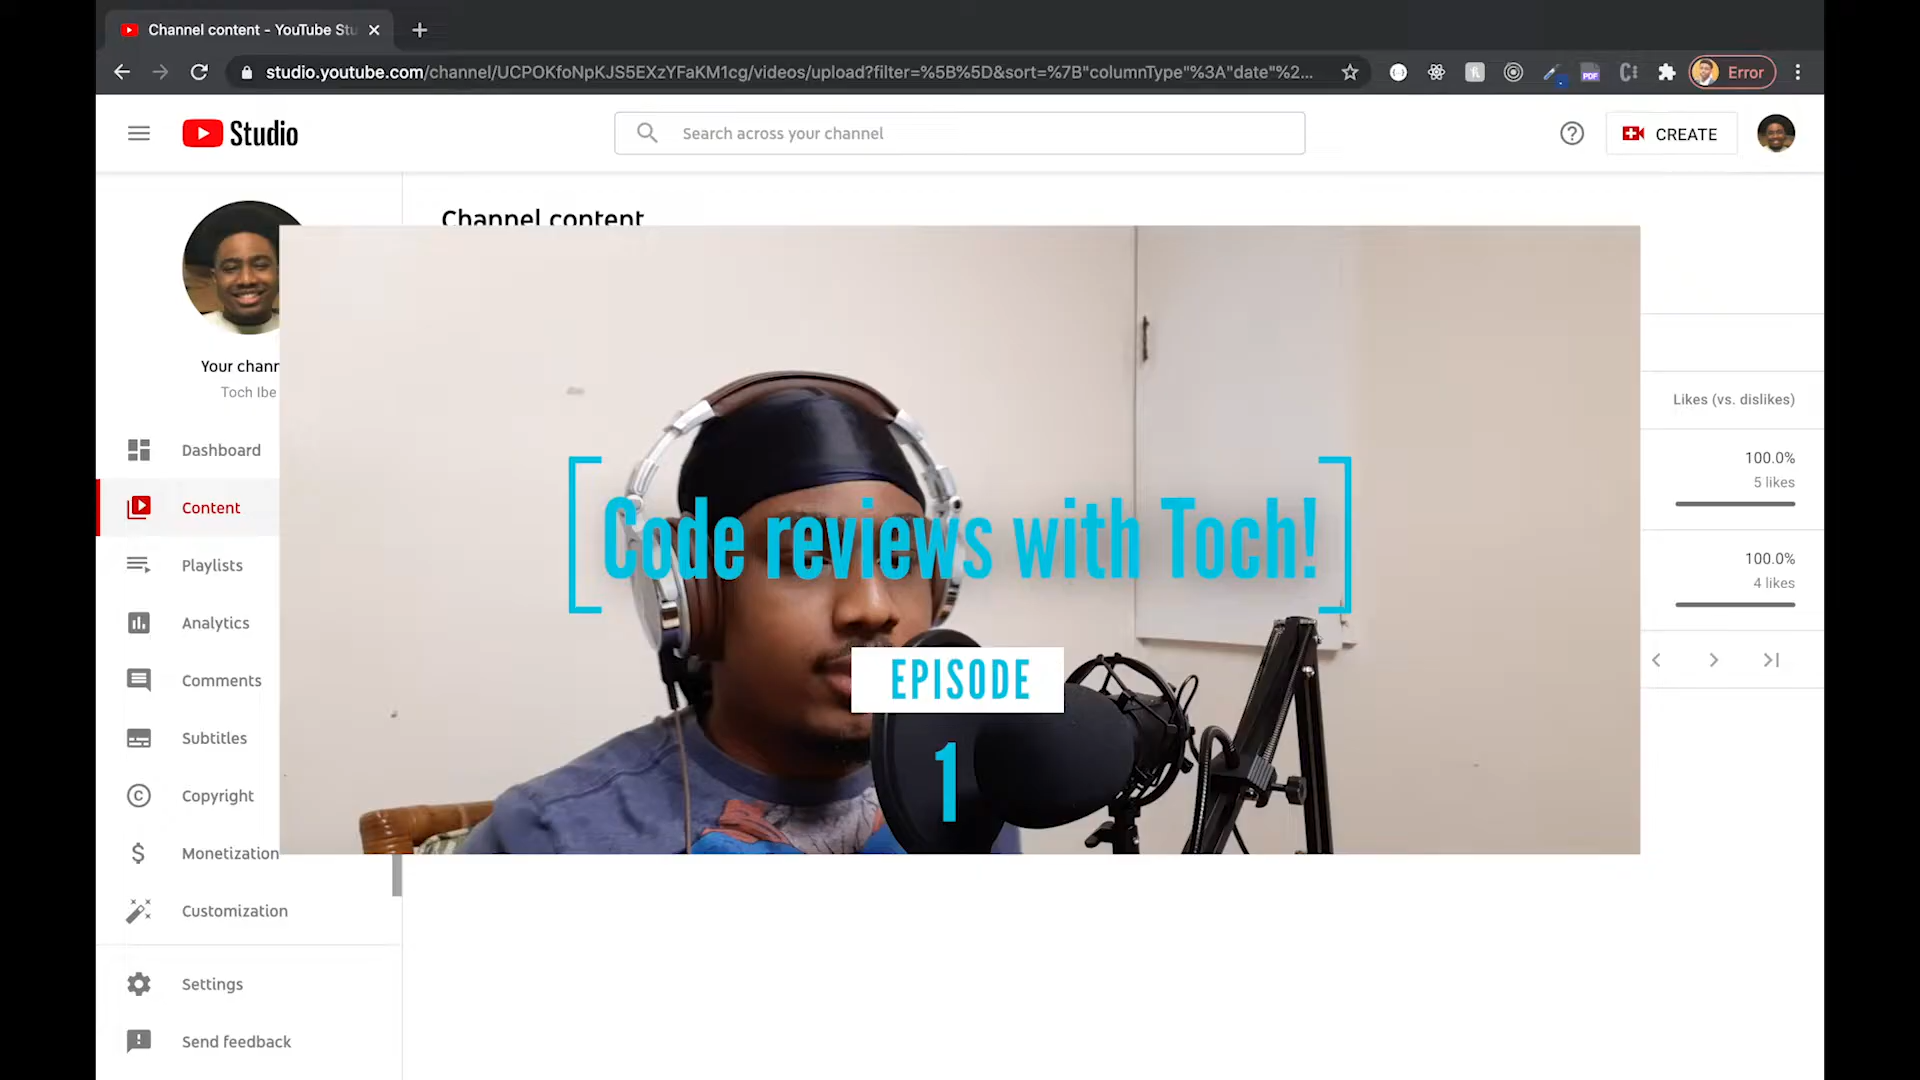 Channel content - YouTube Stu
studio.youtube.com/channel/UCPOKfoNpKJS5EXzYFaKM1cg/videos/upload?filter=%5B%5D&sort=%7B"columnType"%3A"date"%2...
PDF
Error
Studio
Search across your channel
CREATE
Channel content
Your chann
Toch Ibe
Dashboard
Content
Playlists
Analytics
Comments
Subtitles
Copyright
Monetization
Customization
Settings
Send feedback
Code reviews with Toch!
EPISODE
1
Likes (vs. dislikes)
100.0%
5 likes
100.0%
4 likes